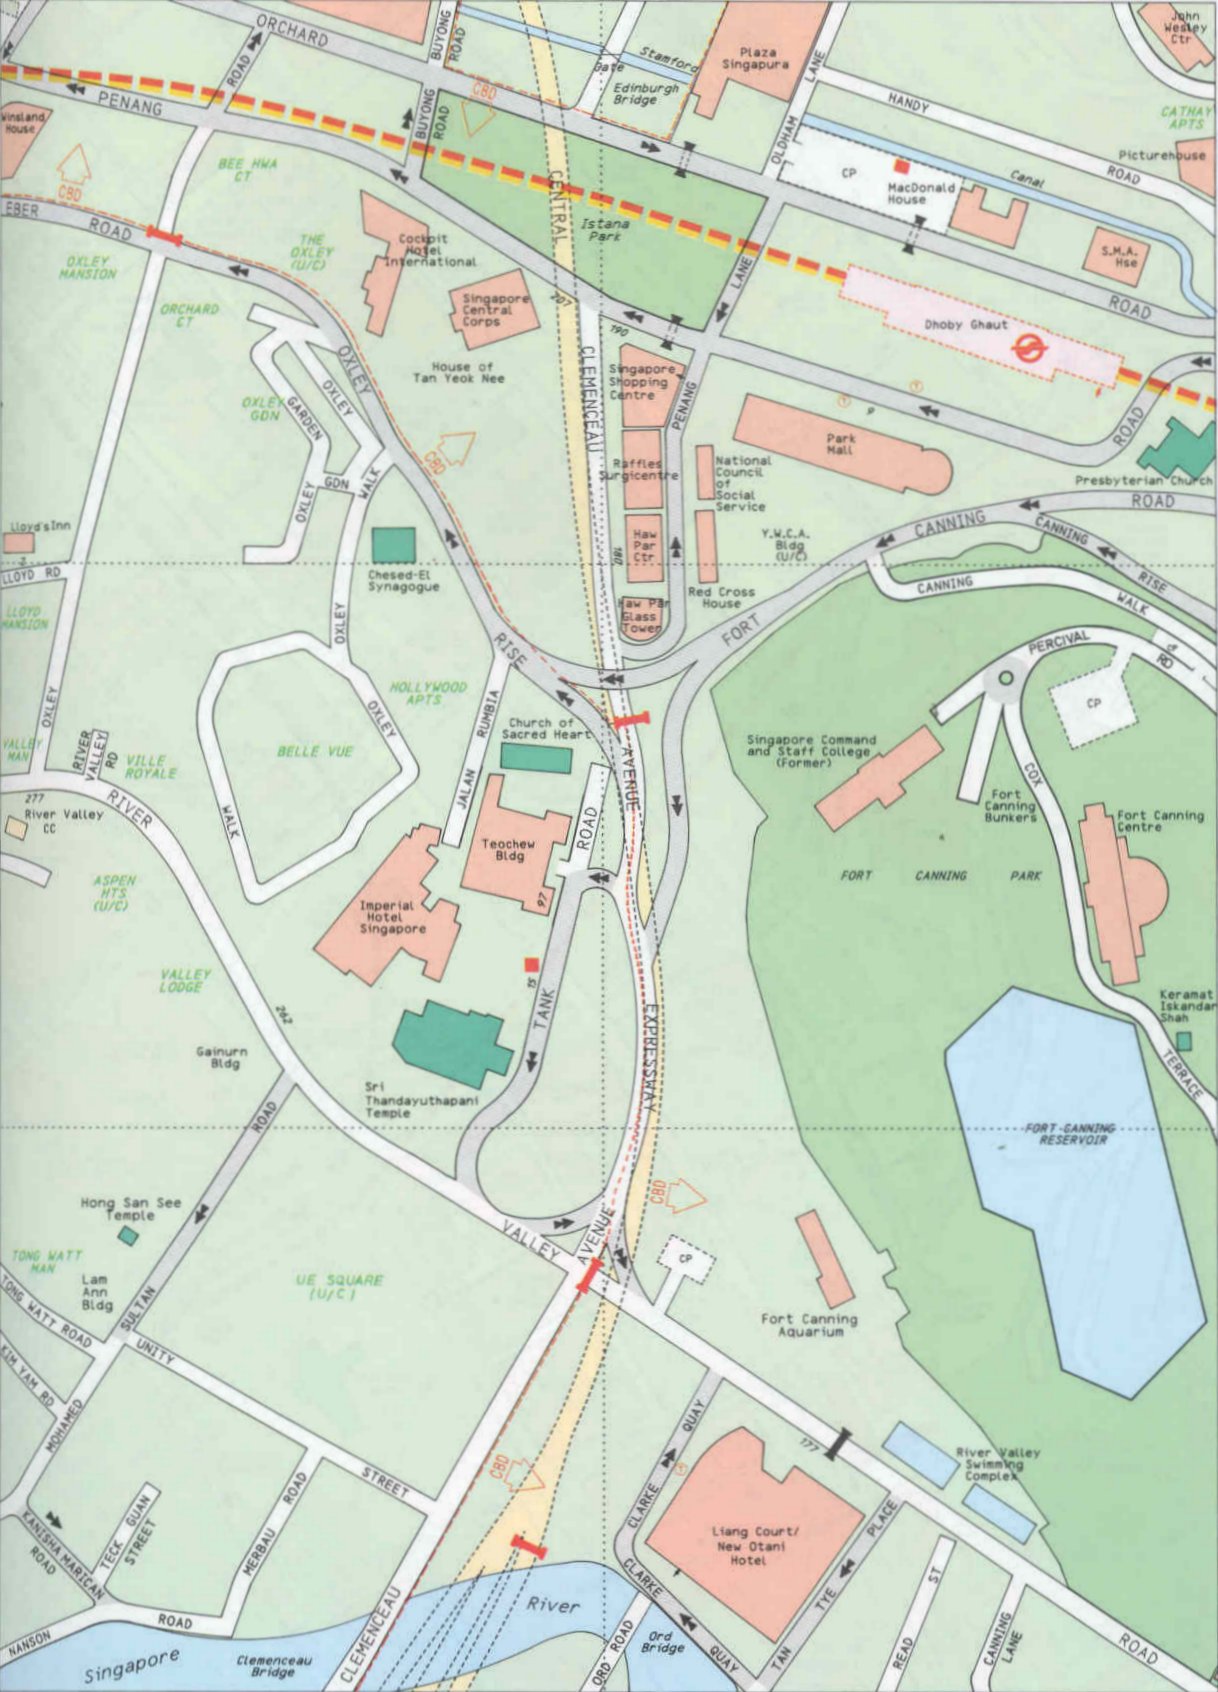 ORCHARD
BUYONG
ROAD
Stamford
Gate
Edinburgh
Bridge
Plaza
Singapura
LANE
John
Wesley
Ctr
ROAD
PENANG
BUYONG
ROAD
CBD
HANDY
ROAD
CATHAY
APTS
Picturehouse
Winsland
House
CBD
BEE HWA
CT
OLDHAM
CP
MacDonald
House
Canal
EBER
ROAD
OXLEY
MANSION
THE
OXLEY
(U/C)
Cockpit
Hotel
International
CENTRAL
Istana
Park
LANE
S.M.A.
Hse
ROAD
ORCHARD
CT
Singapore
Central
Corps
207
190
Dhoby Ghaut
OXLEY
House of
Tan Yeok Nee
CLEMENCEAU
Singapore
Shopping
Centre
PENANG
9
ROAD
OXLEY
OXLEY
GDN
GARDEN
CBD
Park
Mall
Raffles
Surgicentre
National
Council
of
Social
Service
Presbyterian Church
OXLEY
GDN
WALK
Lloyd'sInn
2
LLOYD RD
LLOYD
MANSION
Chesed-El
Synagogue
180
Haw
Par
Ctr
Y.W.C.A.
Bldg
(U/C)
CANNING
ROAD
CANNING
RISE
CANNING
WALK
Haw Par
Glass
Tower
Red Cross
House
FORT
OXLEY
RISE
PERCIVAL
RD
OXLEY
HOLLYWOOD
APTS
RUMBIA
OXLEY
CP
VALLEY
MAN
RIVER
VALLEY
RD
VILLE
ROYALE
BELLE VUE
Church of
Sacred Heart
AVENUE
Singapore Command
and Staff College
(Former)
277
River Valley
CC
RIVER
WALK
JALAN
ROAD
Teochew
Bldg
97
COX
Fort
Canning
Bunkers
Fort Canning
Centre
FORT CANNING PARK
ASPEN
HTS
(U/C)
Imperial
Hotel
Singapore
VALLEY
LODGE
262
15
TANK
EXPRESSWAY
Keramat
Iskandar
Shah
TERRACE
Gainurn
Bldg
Sri
Thandayuthapani
Temple
ROAD
FORT CANNING
RESERVOIR
Hong San See
Temple
CBD
VALLEY
AVENUE
CP
TONG WATT
MAN
Lam
Ann
Bldg
TONG WATT ROAD
SULTAN
UE SQUARE
(U/C)
Fort Canning
Aquarium
UNITY
KIM YAM RD
MOHAMED
QUAY
177
River Valley
Swimming
Complex
CBD
STREET
ROAD
CLARKE
KANISHA MARICAN
ROAD
TECK GUAN
STREET
MERBAU
Liang Court/
New Otani
Hotel
PLACE
CLARKE
TYE
ST
CLEMENCEAU
River
NANSON
ROAD
Singapore
Clemenceau
Bridge
ORD ROAD
Ord
Bridge
QUAY
TAN
READ
CANNING
LANE
ROAD